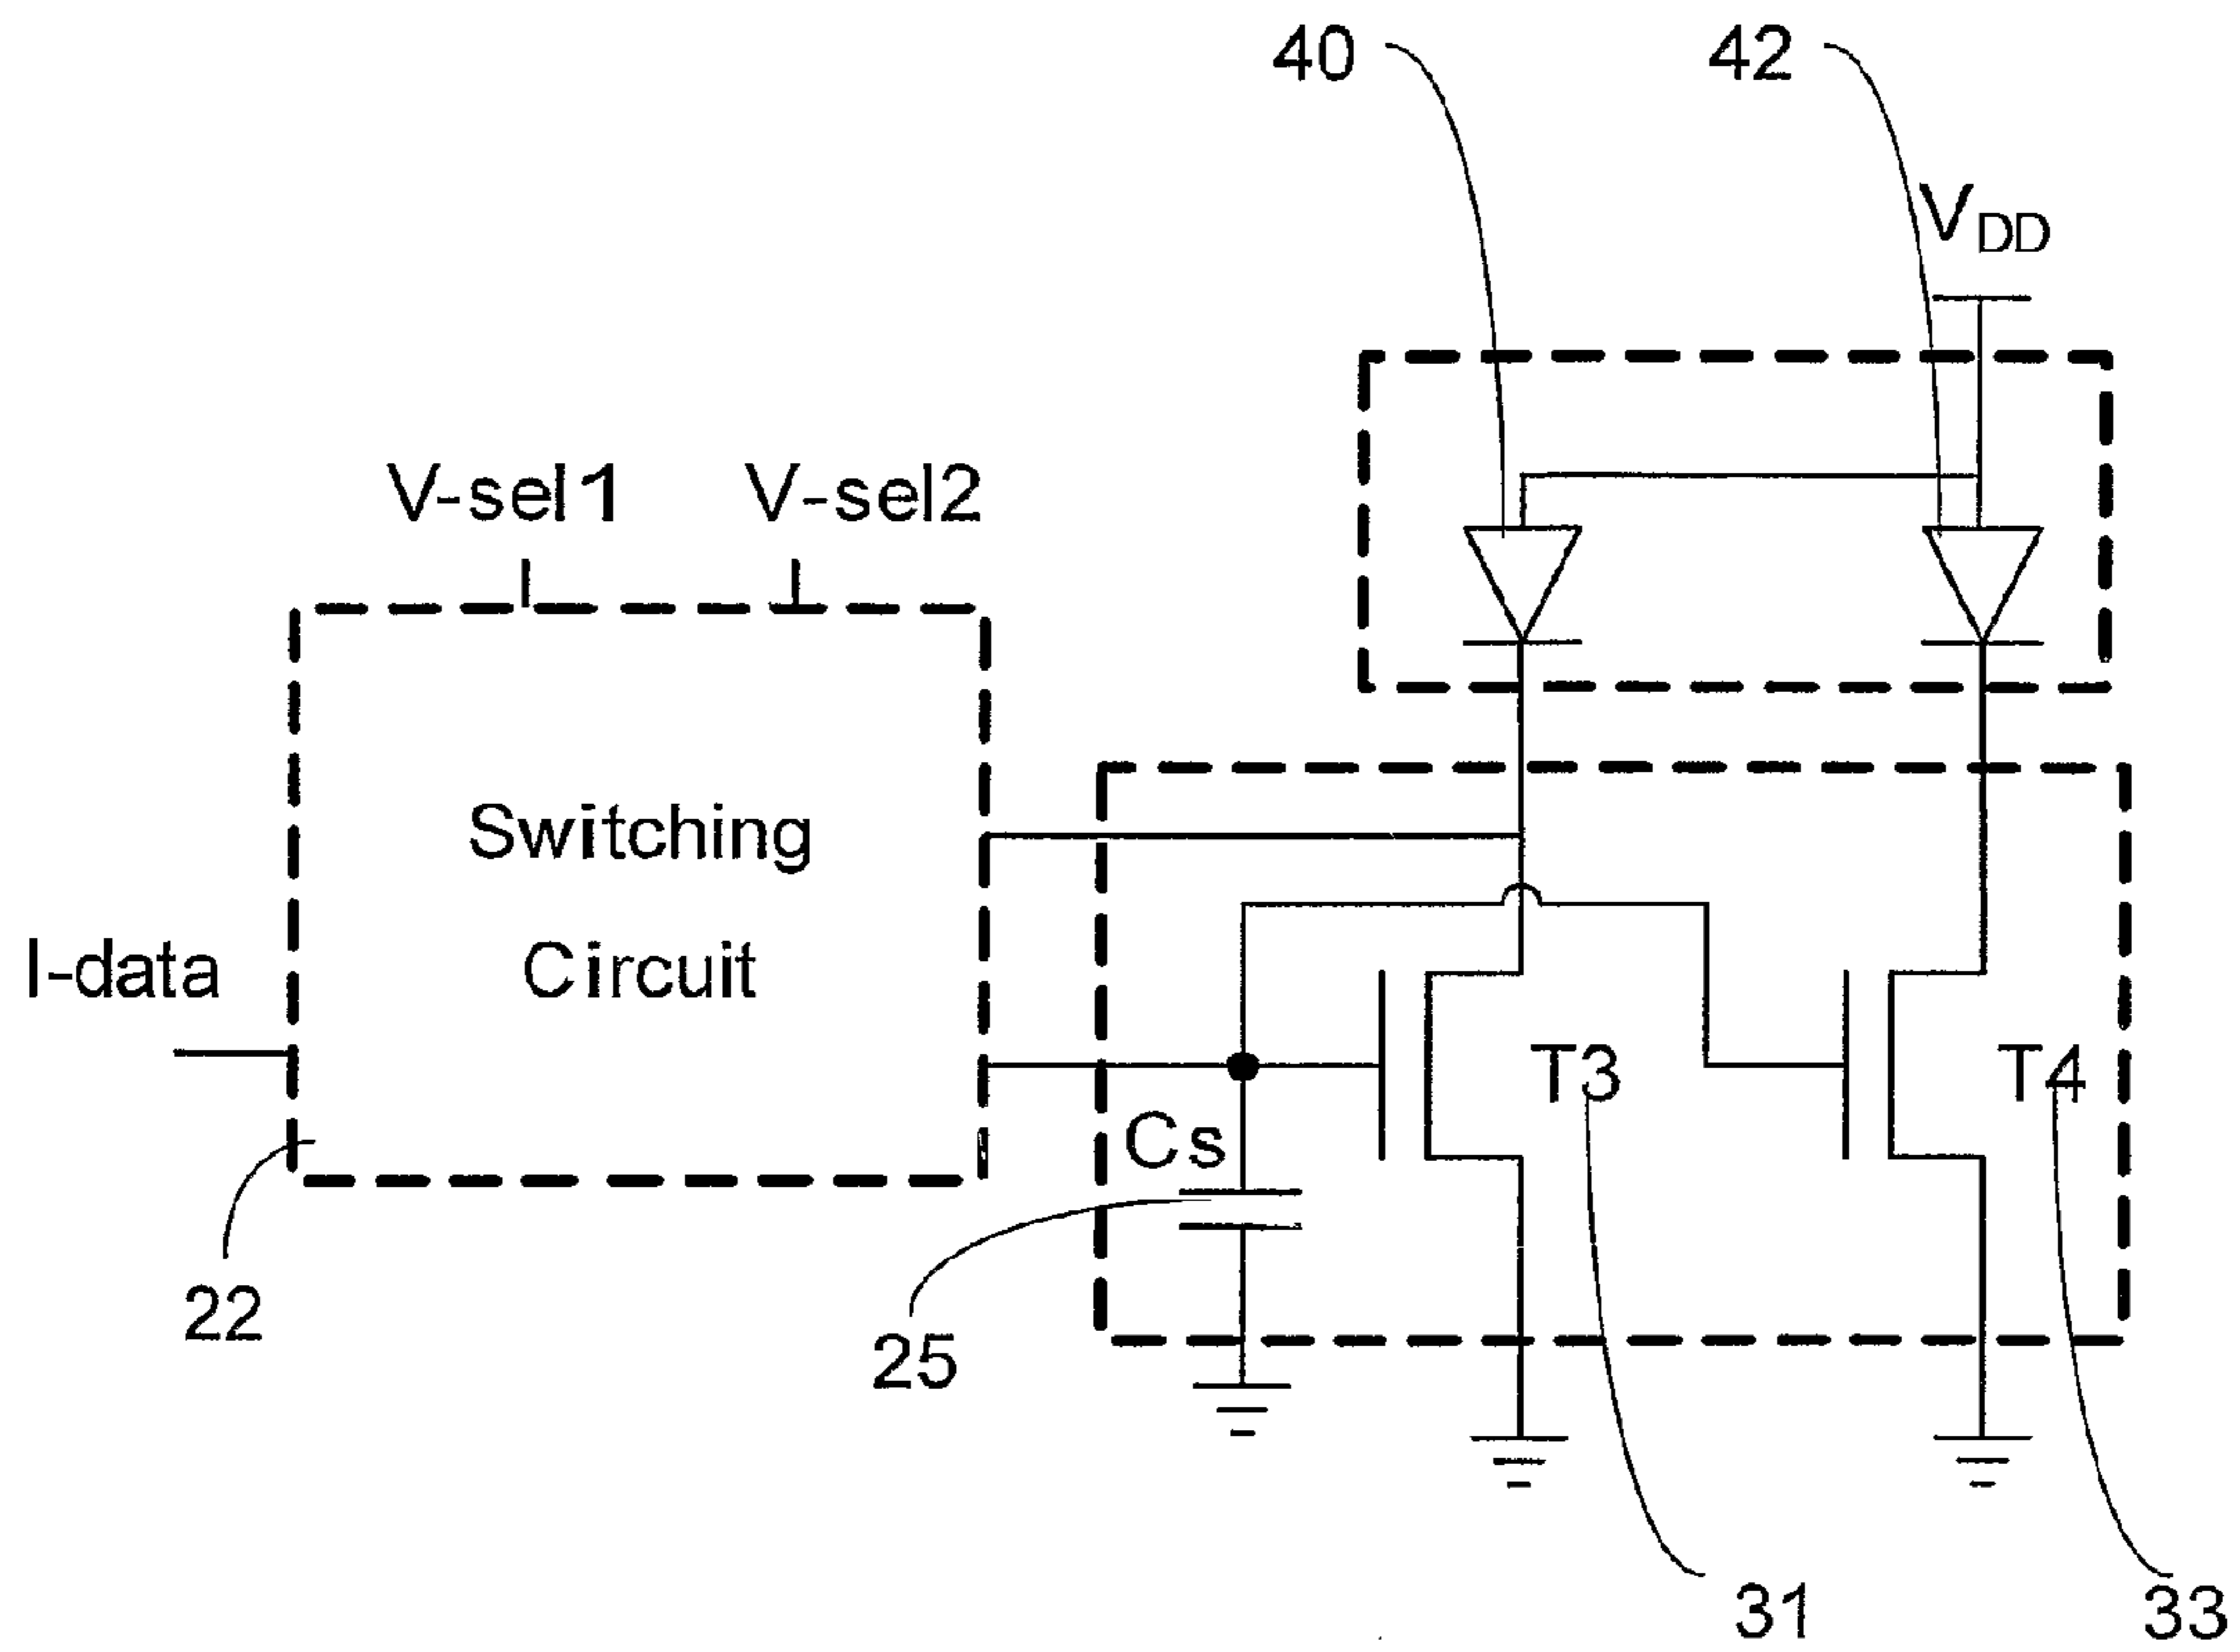 40
42
VDD
V-sel1
V-sel2
Switching
Circuit
I-data
T3
T4
Cs
22
25
31
33